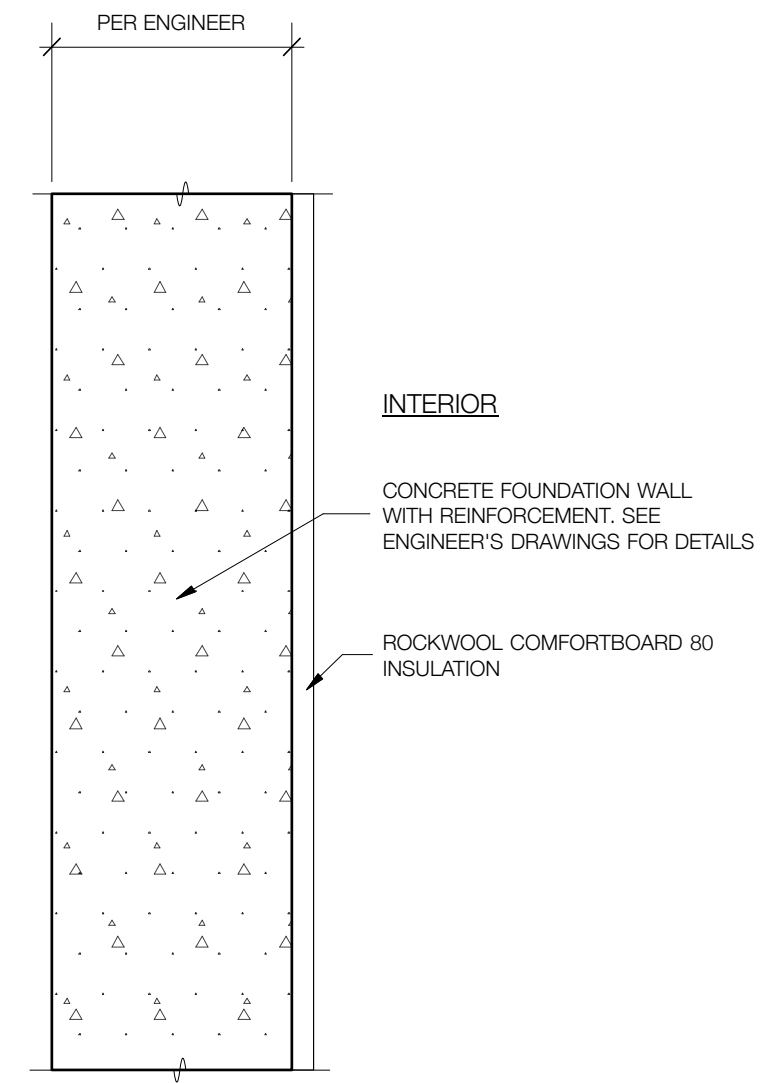 PER ENGINEER
INTERIOR
CONCRETE FOUNDATION WALL
WITH REINFORCEMENT. SEE
ENGINEER'S DRAWINGS FOR DETAILS
ROCKWOOL COMFORTBOARD 80
INSULATION